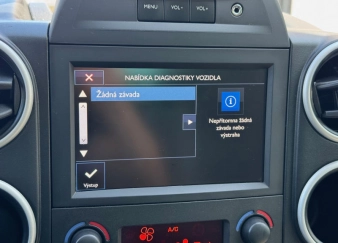 MENU
VOL -
VOL +
NABÍDKA DIAGNOSTIKY VOZIDLA
Žádná závada
Nepřítomna žádná
závada nebo
výstraha
Výstup
A/C